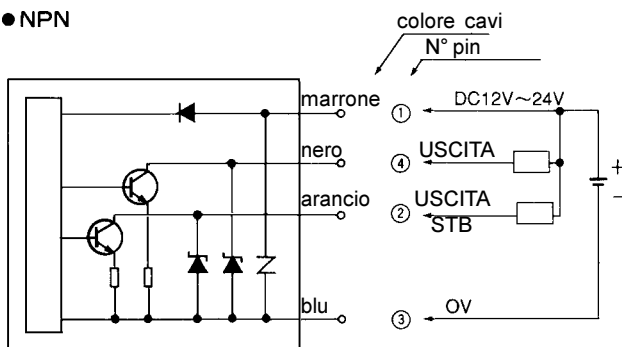 ● NPN
colore cavi
N° pin
marrone ① DC12V～24V
nero ④ USCITA
arancio ② USCITA
STB
blu ③ OV
+
−